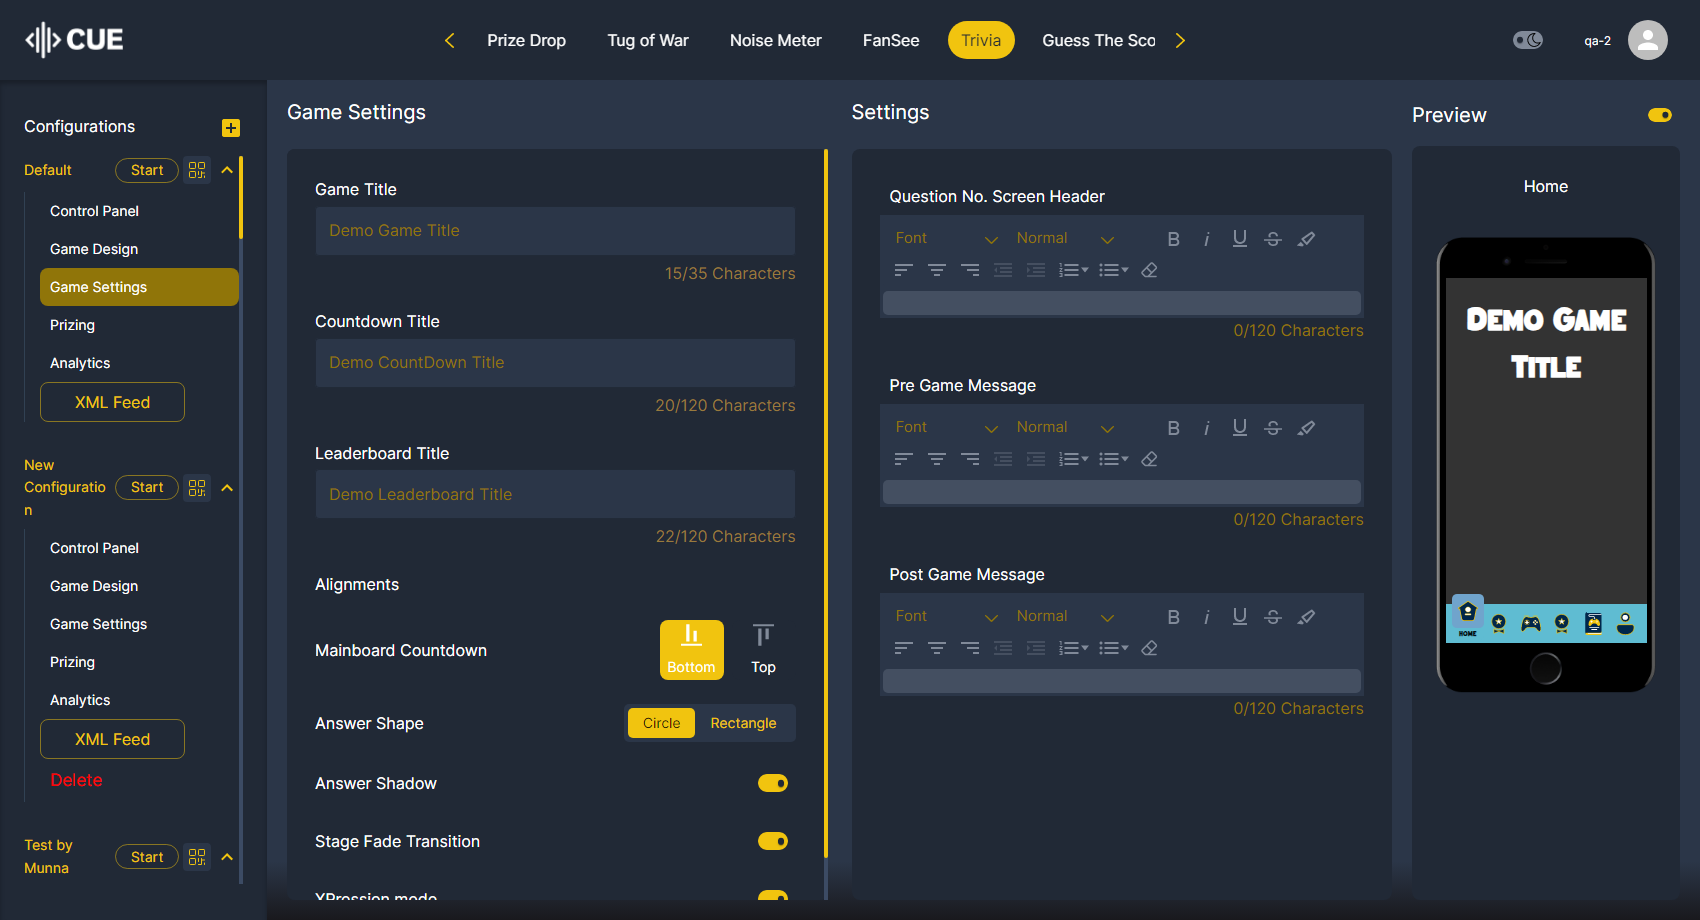 CUE
Prize Drop
Tug of War
Noise Meter
FanSee
Trivia
Guess The Sco
qa-2
Configurations
Default
Start
Control Panel
Game Design
Game Settings
Prizing
Analytics
XML Feed
New
Configuratio
n
Start
Control Panel
Game Design
Game Settings
Prizing
Analytics
XML Feed
Delete
Test by
Munna
Start
Game Settings
Game Title
Demo Game Title
15/35 Characters
Countdown Title
Demo CountDown Title
20/120 Characters
Leaderboard Title
Demo Leaderboard Title
22/120 Characters
Alignments
Mainboard Countdown
Bottom
Top
Answer Shape
Circle
Rectangle
Answer Shadow
Stage Fade Transition
XPression mode
Settings
Question No. Screen Header
Font
Normal
0/120 Characters
Pre Game Message
Font
Normal
0/120 Characters
Post Game Message
Font
Normal
0/120 Characters
Preview
Home
Demo Game
Title
HOME